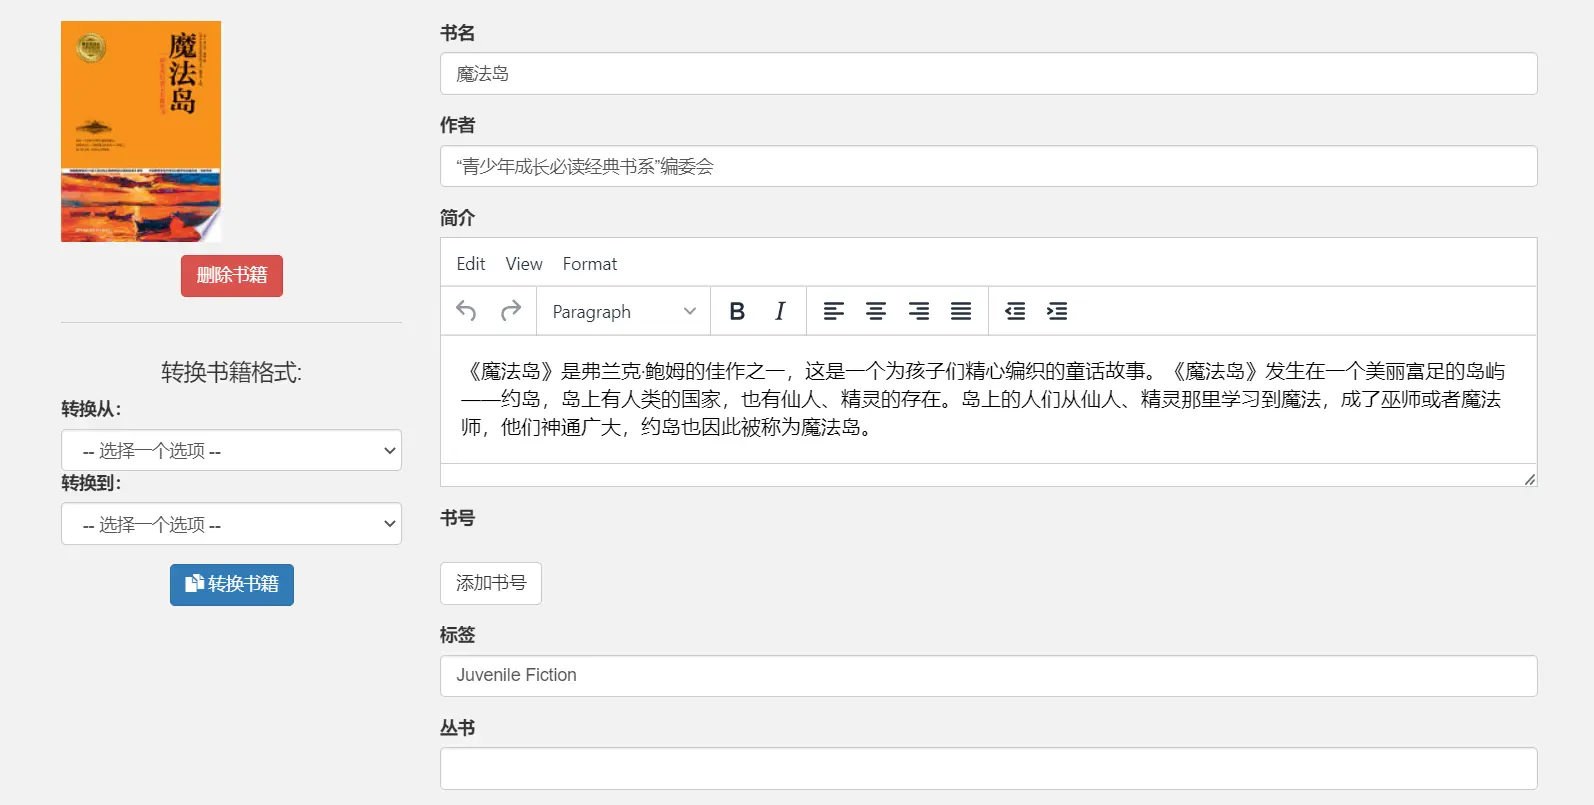 魔法岛
删除书籍
转换书籍格式:
转换从:
-- 选择一个选项 --
转换到:
-- 选择一个选项 --
转换书籍
书名
魔法岛
作者
“青少年成长必读经典书系”编委会
简介
Edit View Format
Paragraph B I
《魔法岛》是弗兰克·鲍姆的佳作之一，这是一个为孩子们精心编织的童话故事。《魔法岛》发生在一个美丽富足的岛屿
——约岛，岛上有人类的国家，也有仙人、精灵的存在。岛上的人们从仙人、精灵那里学习到魔法，成了巫师或者魔法
师，他们神通广大，约岛也因此被称为魔法岛。
书号
添加书号
标签
Juvenile Fiction
丛书